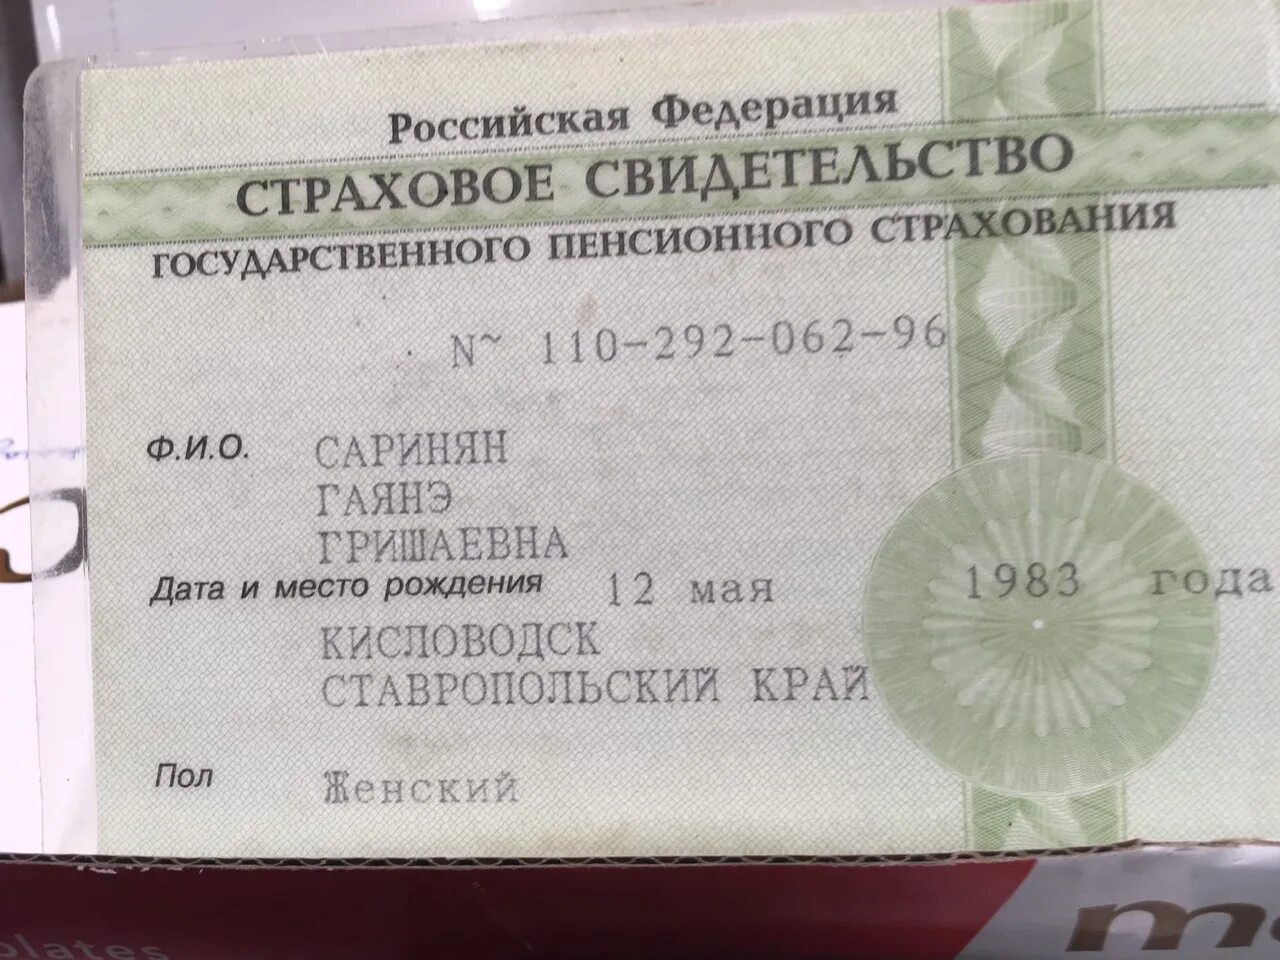 Российская Федерация
СТРАХОВОЕ СВИДЕТЕЛЬСТВО
ГОСУДАРСТВЕННОГО ПЕНСИОННОГО СТРАХОВАНИЯ
N~ 110-292-062-96
Ф.И.О. САРИНЯН
ГАЯНЭ
ГРИШАЕВНА
Дата и место рождения 12 мая 1983 года
КИСЛОВОДСК
СТАВРОПОЛЬСКИЙ КРАЙ
Пол Женский